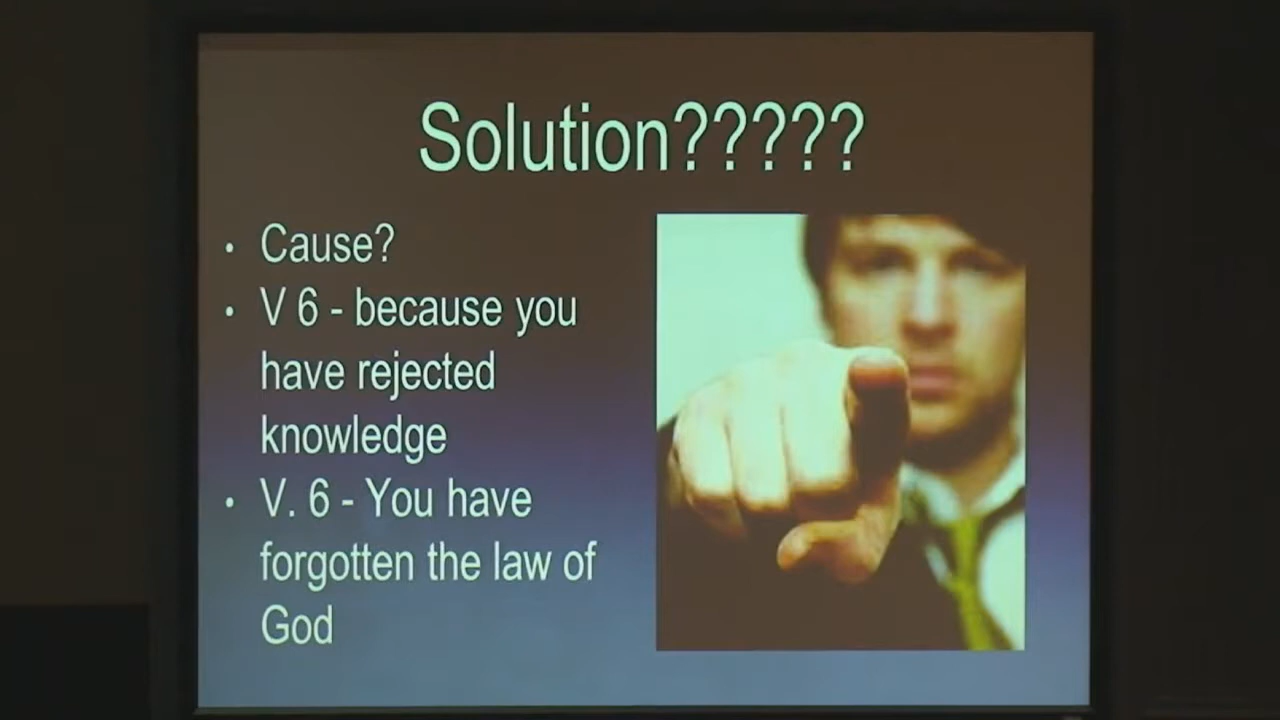 Solution?????
• Cause?
• V 6 - because you
have rejected
knowledge
• V. 6 - You have
forgotten the law of
God